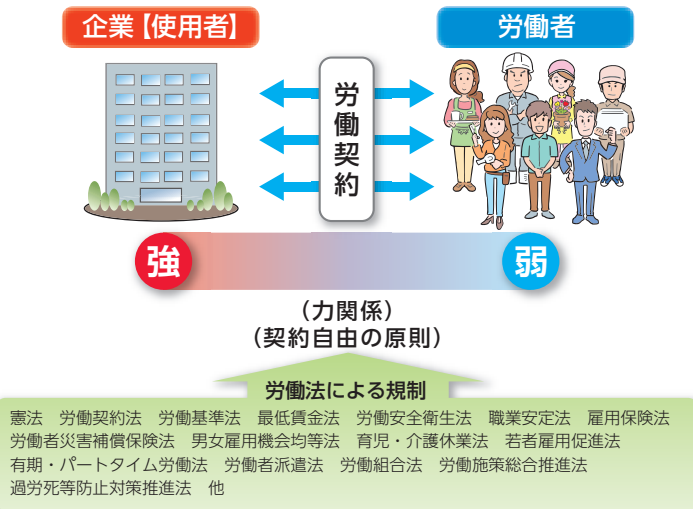 企業【使用者】
労働者
労働契約
強
弱
（力関係）
（契約自由の原則）
労働法による規制
憲法　労働契約法　労働基準法　最低賃金法　労働安全衛生法　職業安定法　雇用保険法
労働者災害補償保険法　男女雇用機会均等法　育児・介護休業法　若者雇用促進法
有期・パートタイム労働法　労働者派遣法　労働組合法　労働施策総合推進法
過労死等防止対策推進法　他